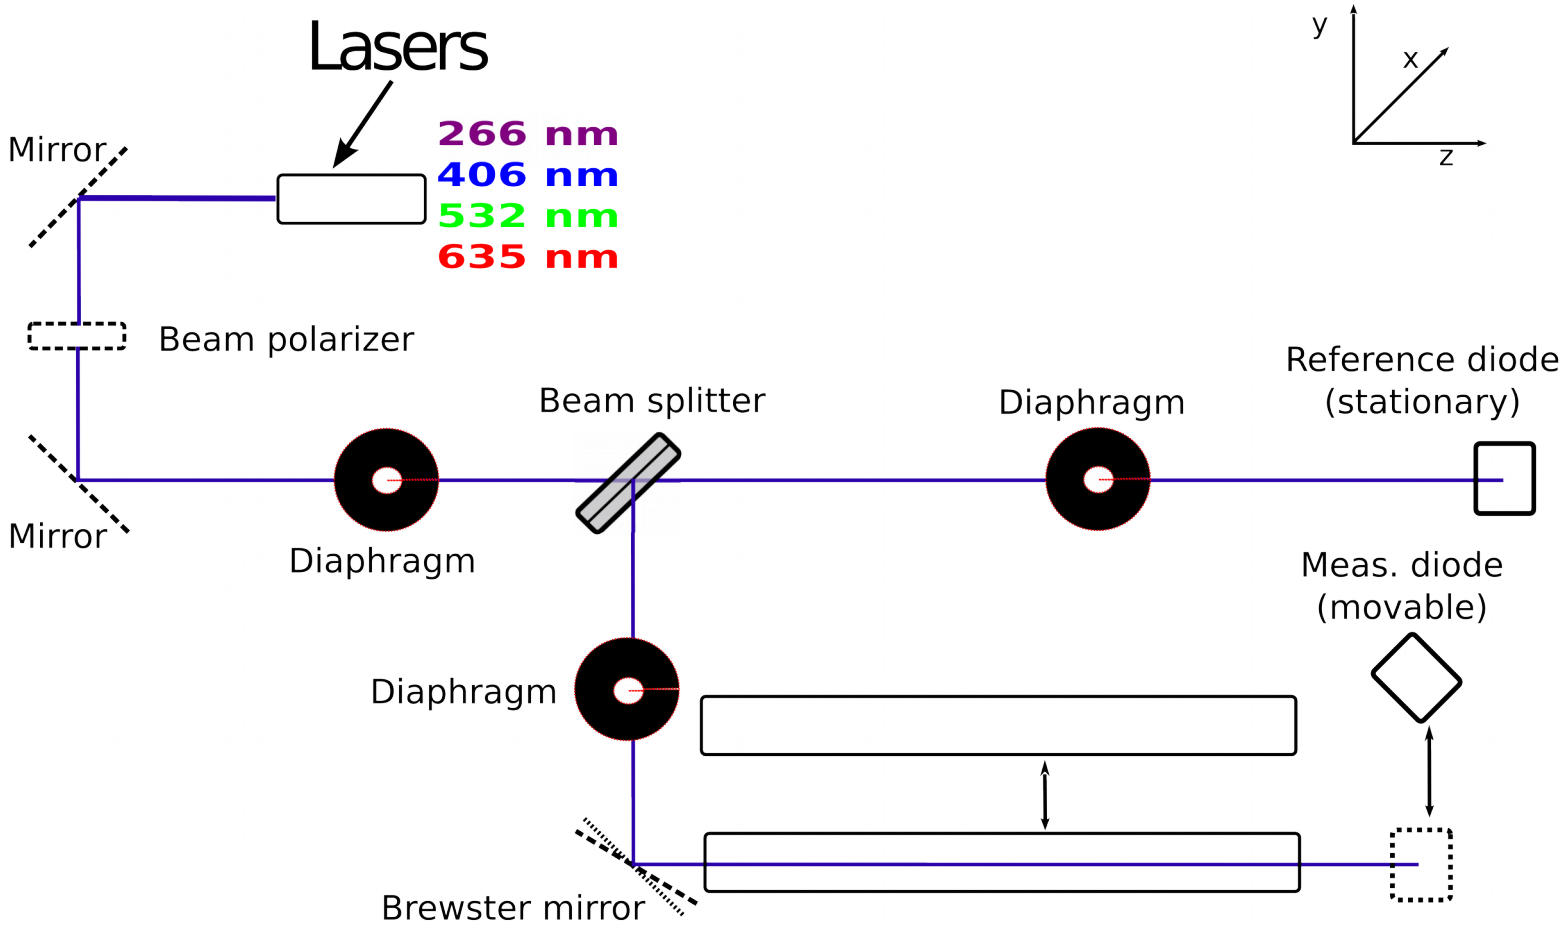 Lasers
266 nm
406 nm
532 nm
635 nm
y
x
z
Mirror
Beam polarizer
Mirror
Diaphragm
Beam splitter
Diaphragm
Reference diode
(stationary)
Meas. diode
(movable)
Diaphragm
Brewster mirror